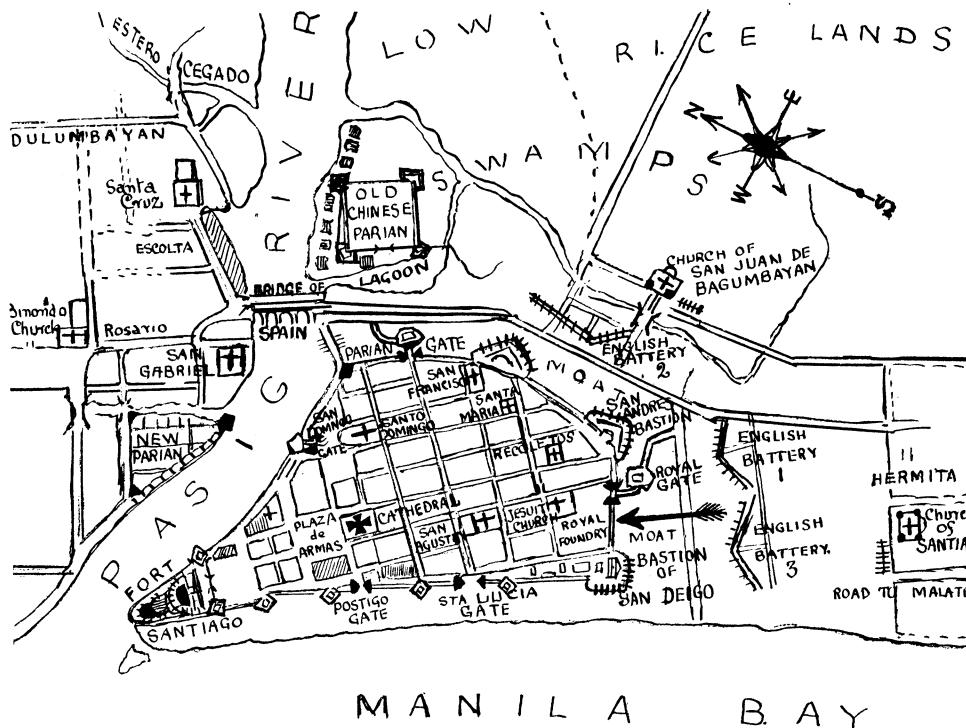 ESTERO
CEGADO
RIVER
LOW
RICE LANDS
DULUMBAYAN
SWAMPS
N
E
W
S
Santa
Cruz
OLD
CHINESE
PARIAN
ESCOLTA
LAGOON
CHURCH OF
SAN JUAN DE
BAGUMBAYAN
BRIDGE OF
SPAIN
Binondo
Church
Rosario
SAN
GABRIEL
PARIAN
GATE
ENGLISH
BATTERY
2
MOAT
SAN
FRANCISCO
SANTA
MARIA
SAN
DOMINGO
GATE
SANTO
DOMINGO
SAN
ANDRES
BASTION
NEW
PARIAN
RECOLETOS
ENGLISH
BATTERY
1
ROYAL
GATE
HERMITA
PASIG
PLAZA
de
ARMAS
CATHEDRAL
SAN
AGUSTIN
JESUIT
CHURCH
ROYAL
FOUNDRY
MOAT
ENGLISH
BATTERY.
3
Church
of
SANTIA
BASTION
OF
SAN DEIGO
FORT
SANTIAGO
POSTIGO
GATE
STA LUCIA
GATE
ROAD TO MALATE
MANILA BAY